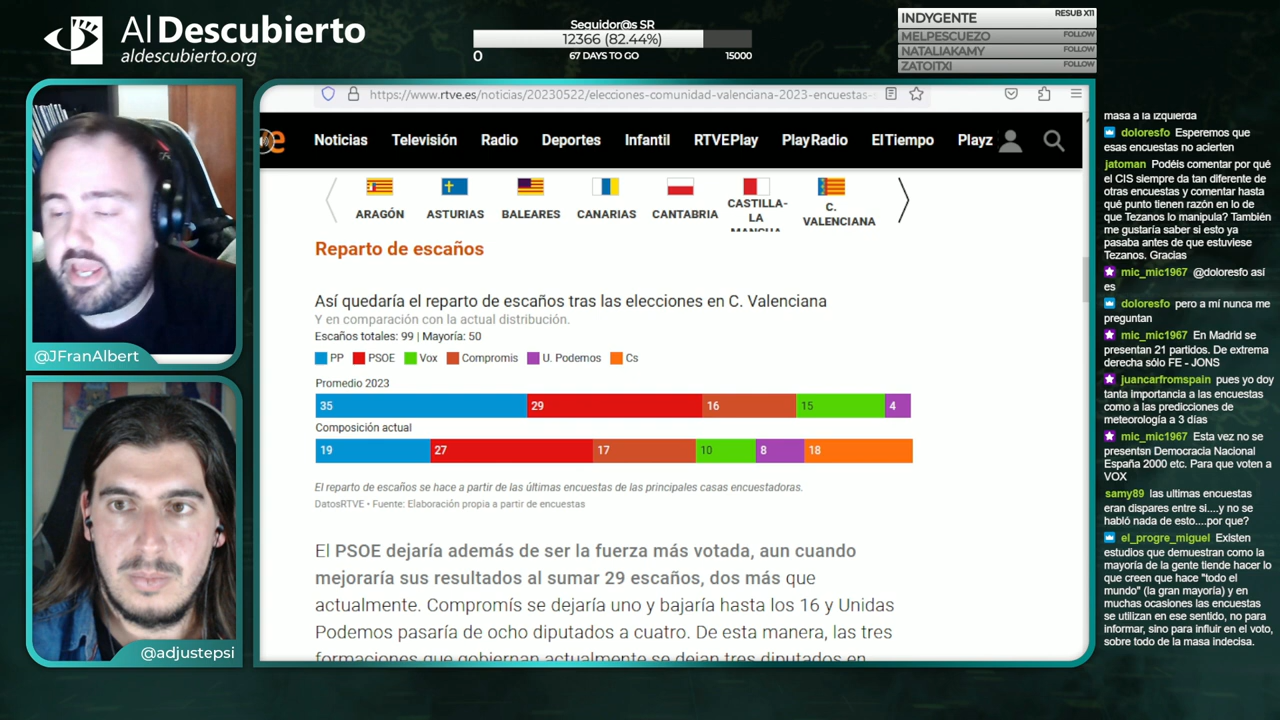 Al Descubierto
aldescubierto.org
Seguidor@s SR
12366 (82.44%)
0
67 DAYS TO GO
15000
INDYGENTE
RESUB X11
MELPESCUEZO
FOLLOW
NATALIAKAMY
FOLLOW
ZATOITXI
FOLLOW
@JFranAlbert
@adjustepsi
https://www.rtve.es/noticias/20230522/elecciones-comunidad-valenciana-2023-encuestas-
Noticias
Televisión
Radio
Deportes
Infantil
RTVEPlay
PlayRadio
ElTiempo
Playz
ARAGÓN
ASTURIAS
BALEARES
CANARIAS
CANTABRIA
CASTILLA-
LA
MANCHA
C.
VALENCIANA
Reparto de escaños
Así quedaría el reparto de escaños tras las elecciones en C. Valenciana
Y en comparación con la actual distribución.
Escaños totales: 99 | Mayoría: 50
PP
PSOE
Vox
Compromis
U. Podemos
Cs
Promedio 2023
35
29
16
15
4
Composición actual
19
27
17
10
8
18
El reparto de escaños se hace a partir de las últimas encuestas de las principales casas encuestadoras.
DatosRTVE • Fuente: Elaboración propia a partir de encuestas
El PSOE dejaría además de ser la fuerza más votada, aun cuando
mejoraría sus resultados al sumar 29 escaños, dos más que
actualmente. Compromís se dejaría uno y bajaría hasta los 16 y Unidas
Podemos pasaría de ocho diputados a cuatro. De esta manera, las tres
formaciones que gobiernan actualmente se dejan tres diputados en
masa a la izquierda
doloresfo Esperemos que
esas encuestas no acierten
jatoman Podéis comentar por qué
el CIS siempre da tan diferente de
otras encuestas y comentar hasta
qué punto tienen razón en lo de
que Tezanos lo manipula? También
me gustaría saber si esto ya
pasaba antes de que estuviese
Tezanos. Gracias
mic_mic1967 @doloresfo así
es
doloresfo pero a mí nunca me
preguntan
mic_mic1967 En Madrid se
presentan 21 partidos. De extrema
derecha sólo FE - JONS
juancarfromspain pues yo doy
tanta importancia a las encuestas
como a las predicciones de
meteorología a 3 días
mic_mic1967 Esta vez no se
presentsn Democracia Nacional
España 2000 etc. Para que voten a
VOX
samy89 las ultimas encuestas
eran dispares entre si....y no se
habló nada de esto....por que?
el_progre_miguel Existen
estudios que demuestran como la
mayoría de la gente tiende hacer lo
que creen que hace "todo el
mundo" (la gran mayoría) y en
muchas ocasiones las encuestas
se utilizan en ese sentido, no para
informar, sino para influir en el voto,
sobre todo de la masa indecisa.